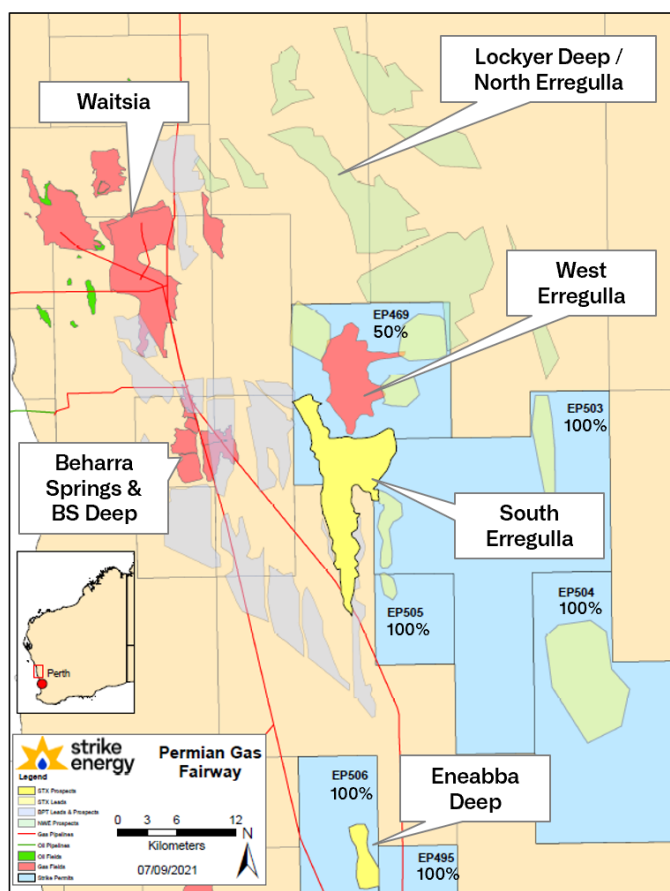 Lockyer Deep /
North Erregulla
Waitsia
West
Erregulla
EP469
50%
EP503
100%
Beharra
Springs &
BS Deep
South
Erregulla
EP504
100%
EP505
100%
Perth
strike
energy
Permian Gas
Fairway
Legend
STX Prospects
STX Leads
BPT Leads & Prospects
NWE Prospects
Gas Pipelines
Oil Pipelines
Oil Fields
Gas Fields
Strike Permits
0 3 6 12
Kilometers
N
07/09/2021
EP506
100%
Eneabba
Deep
EP495
100%